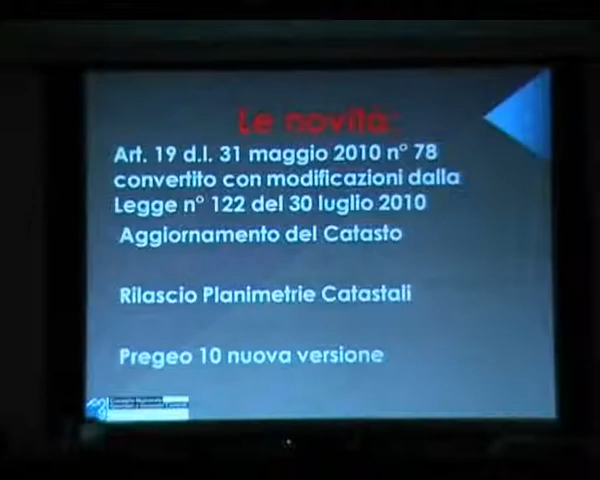 Le novità:
Art. 19 d.l. 31 maggio 2010 n° 78
convertito con modificazioni dalla
Legge n° 122 del 30 luglio 2010
Aggiornamento del Catasto
Rilascio Planimetrie Catastali
Pregeo 10 nuova versione